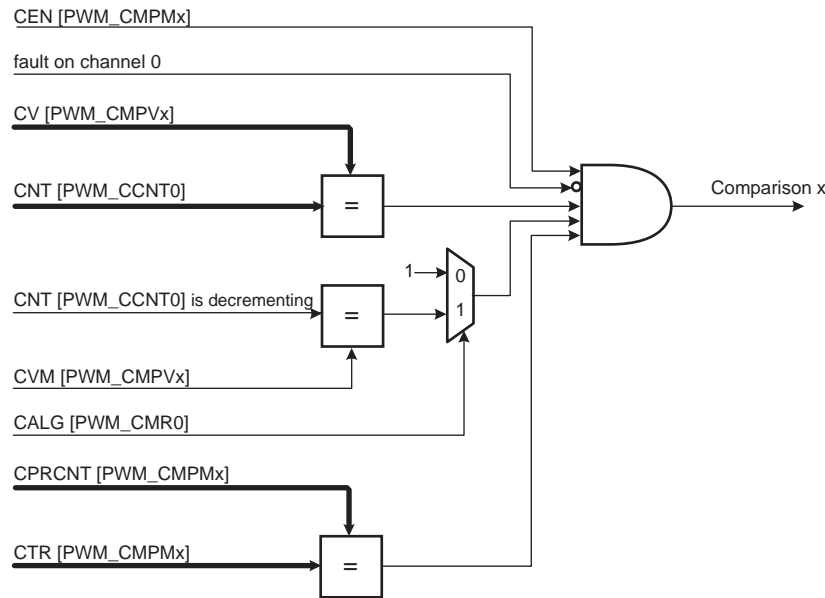 CEN [PWM_CMPMx]
fault on channel 0
CV [PWM_CMPVx]
CNT [PWM_CCNT0]
=
Comparison x
1
0
1
CNT [PWM_CCNT0] is decrementing
=
CVM [PWM_CMPVx]
CALG [PWM_CMR0]
CPRCNT [PWM_CMPMx]
CTR [PWM_CMPMx]
=